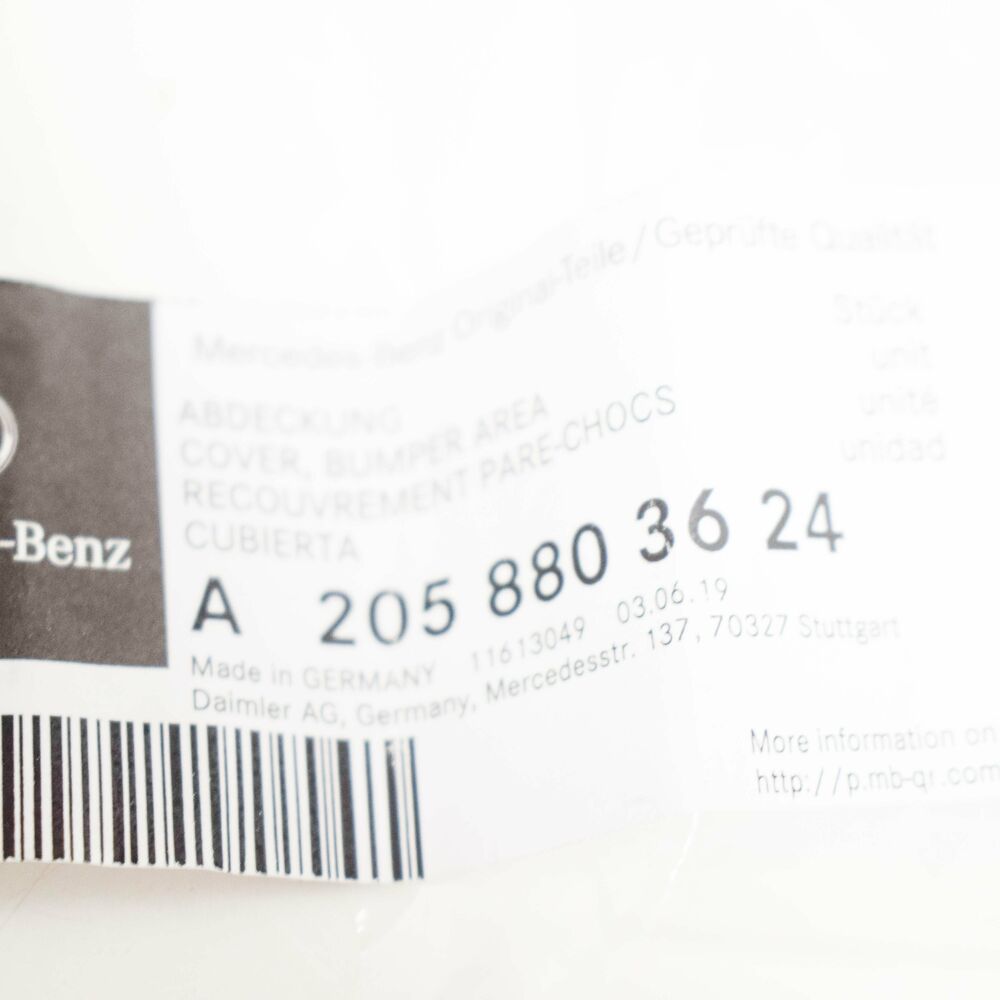 -Benz
Mercedes-Benz Original-Teile / Geprüfte Qualität
Stück
unit
unité
unidad
ABDECKUNG
COVER, BUMPER AREA
RECOUVREMENT PARE-CHOCS
CUBIERTA
A 205 880 36 24
Made in GERMANY 11613049 03.06.19
Daimler AG, Germany, Mercedesstr. 137, 70327 Stuttgart
More information on
http://p.mb-qr.com